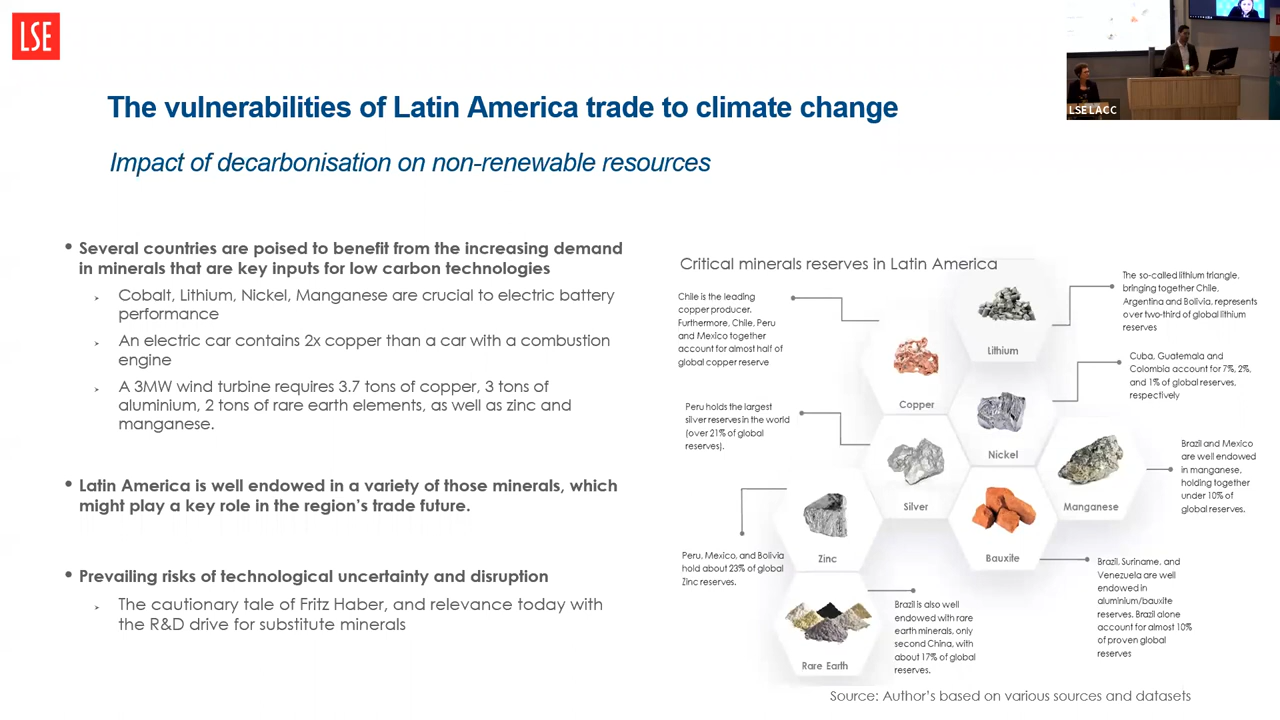 LSE
LSE LACC
The vulnerabilities of Latin America trade to climate change
Impact of decarbonisation on non-renewable resources
• Several countries are poised to benefit from the increasing demand
in minerals that are key inputs for low carbon technologies
Cobalt, Lithium, Nickel, Manganese are crucial to electric battery
performance
An electric car contains 2x copper than a car with a combustion
engine
A 3MW wind turbine requires 3.7 tons of copper, 3 tons of
aluminium, 2 tons of rare earth elements, as well as zinc and
manganese.
• Latin America is well endowed in a variety of those minerals, which
might play a key role in the region's trade future.
• Prevailing risks of technological uncertainty and disruption
The cautionary tale of Fritz Haber, and relevance today with
the R&D drive for substitute minerals
Critical minerals reserves in Latin America
Chile is the leading
copper producer.
Furthermore, Chile, Peru
and Mexico together
account for almost half of
global copper reserve
The so-called lithium triangle,
bringing together Chile,
Argentina and Bolivia, represents
over two-third of global lithium
reserves
Lithium
Cuba, Guatemala and
Colombia account for 7%, 2%,
and 1% of global reserves,
respectively
Copper
Peru holds the largest
silver reserves in the world
(over 21% of global
reserves).
Nickel
Brazil and Mexico
are well endowed
in manganese,
holding together
under 10% of
global reserves.
Silver
Manganese
Peru, Mexico, and Bolivia
hold about 23% of global
Zinc reserves.
Zinc
Bauxite
Brazil, Suriname, and
Venezuela are well
endowed in
aluminium/bauxite
reserves. Brazil alone
account for almost 10%
of proven global
reserves
Brazil is also well
endowed with rare
earth minerals, only
second China, with
about 17% of global
reserves.
Rare Earth
Source: Author's based on various sources and datasets